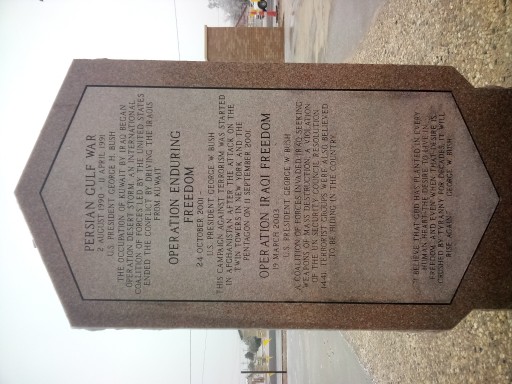 PERSIAN GULF WAR
2 AUGUST 1990 - 11 APRIL 1991
U.S. PRESIDENT GEORGE H. BUSH
THE OCCUPATION OF KUWAIT BY IRAQ BEGAN
OPERATION DESERT STORM. AN INTERNATIONAL
COALITION OF FORCES LED BY THE UNITED STATES
ENDED THE CONFLICT BY DRIVING THE IRAQIS
FROM KUWAIT
OPERATION ENDURING
FREEDOM
24 OCTOBER 2001
U.S. PRESIDENT GEORGE W. BUSH
THIS CAMPAIGN AGAINST TERRORISM WAS STARTED
IN AFGHANISTAN AFTER THE ATTACK ON THE
TWIN TOWERS IN NEW YORK AND THE
PENTAGON ON 11 SEPTEMBER 2001.
OPERATION IRAQI FREEDOM
19 MARCH 2003
U.S. PRESIDENT GEORGE W. BUSH
A COALITION OF FORCES INVADED IRAQ SEEKING
WEAPONS OF MASS DESTRUCTION, A VIOLATION
OF THE UN SECURITY COUNCIL RESOLUTION
1441. TERRORIST GROUPS WERE ALSO BELIEVED
TO BE HIDING IN THE COUNTRY.
"I BELIEVE THAT GOD HAS PLANTED IN EVERY
HUMAN HEART THE DESIRE TO LIVE IN
FREEDOM. AND EVEN WHEN THAT DESIRE IS
CRUSHED BY TYRANNY FOR DECADES, IT WILL
RISE AGAIN." GEORGE W. BUSH